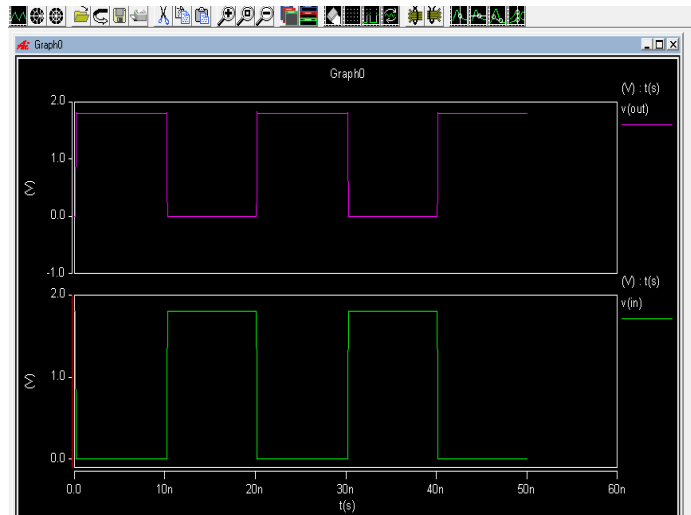 Graph0
Graph0
(V) : t(s)
v(out)
2.0
1.0
0.0
-1.0
(V)
(V) : t(s)
v(in)
2.0
1.0
0.0
(V)
0.0 10n 20n 30n 40n 50n 60n
t(s)